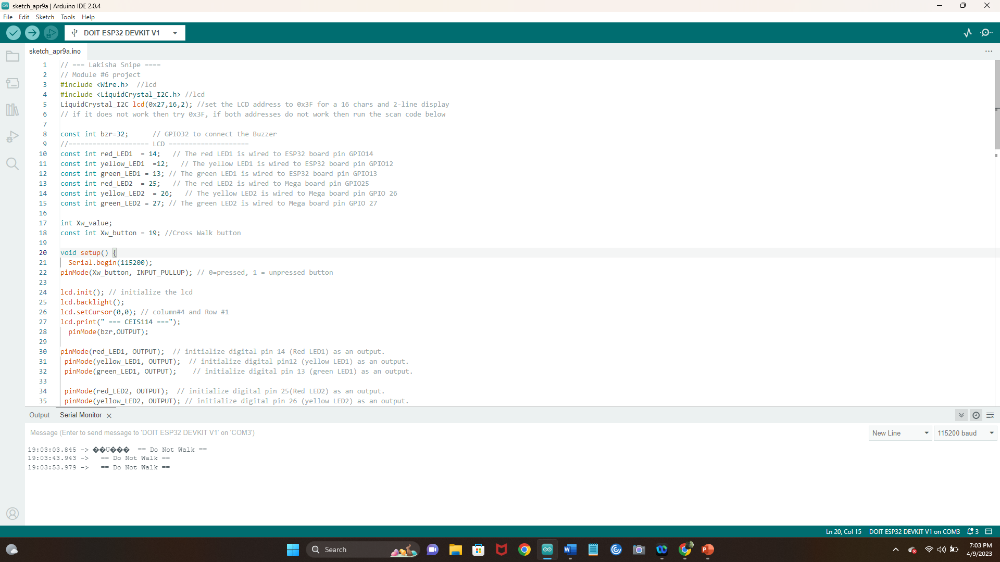 sketch_apr9a | Arduino IDE 2.0.4
File Edit Sketch Tools Help
DOIT ESP32 DEVKIT V1
sketch_apr9a.ino
1 // === Lakisha Snipe ====
2 // Module #6 project
3 #include <Wire.h>  //lcd
4 #include <LiquidCrystal_I2C.h> //lcd
5 LiquidCrystal_I2C lcd(0x27,16,2); //set the LCD address to 0x3F for a 16 chars and 2-line display
6 // if it does not work then try 0x3F, if both addresses do not work then run the scan code below
7
8 const int bzr=32;      // GPIO32 to connect the Buzzer
9 //==================== LCD ====================
10 const int red_LED1  = 14;   // The red LED1 is wired to ESP32 board pin GPIO14
11 const int yellow_LED1  =12;   // The yellow LED1 is wired to ESP32 board pin GPIO12
12 const int green_LED1 = 13; // The green LED1 is wired to ESP32 board pin GPIO13
13 const int red_LED2  = 25;   // The red LED2 is wired to Mega board pin GPIO25
14 const int yellow_LED2  = 26;   // The yellow LED2 is wired to Mega board pin GPIO 26
15 const int green_LED2 = 27; // The green LED2 is wired to Mega board pin GPIO 27
16
17 int Xw_value;
18 const int Xw_button = 19; //Cross Walk button
19
20 void setup() {
21   Serial.begin(115200);
22 pinMode(Xw_button, INPUT_PULLUP); // 0=pressed, 1 = unpressed button
23
24 lcd.init(); // initialize the lcd
25 lcd.backlight();
26 lcd.setCursor(0,0); // column#4 and Row #1
27 lcd.print(" === CEIS114 ===");
28   pinMode(bzr,OUTPUT);
29
30 pinMode(red_LED1, OUTPUT);  // initialize digital pin 14 (Red LED1) as an output.
31  pinMode(yellow_LED1, OUTPUT);  // initialize digital pin12 (yellow LED1) as an output.
32  pinMode(green_LED1, OUTPUT);    // initialize digital pin 13 (green LED1) as an output.
33
34  pinMode(red_LED2, OUTPUT);  // initialize digital pin 25(Red LED2) as an output.
35  pinMode(yellow_LED2, OUTPUT); // initialize digital pin 26 (yellow LED2) as an output.
Output Serial Monitor
Message (Enter to send message to 'DOIT ESP32 DEVKIT V1' on 'COM3')
New Line 115200 baud
19:03:03.845 -> ��U���  == Do Not Walk ==
19:03:43.943 ->   == Do Not Walk ==
19:03:53.979 ->   == Do Not Walk ==
Ln 20, Col 15 DOIT ESP32 DEVKIT V1 on COM3 3
Search
7:03 PM
4/9/2023